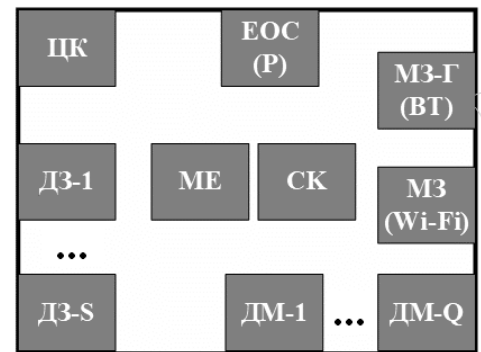 ЦК
ЕОС
(Р)
МЗ-Г
(ВТ)
ДЗ-1
МЕ
СК
МЗ
(Wi-Fi)
...
ДЗ-S
ДМ-1
...
ДМ-Q